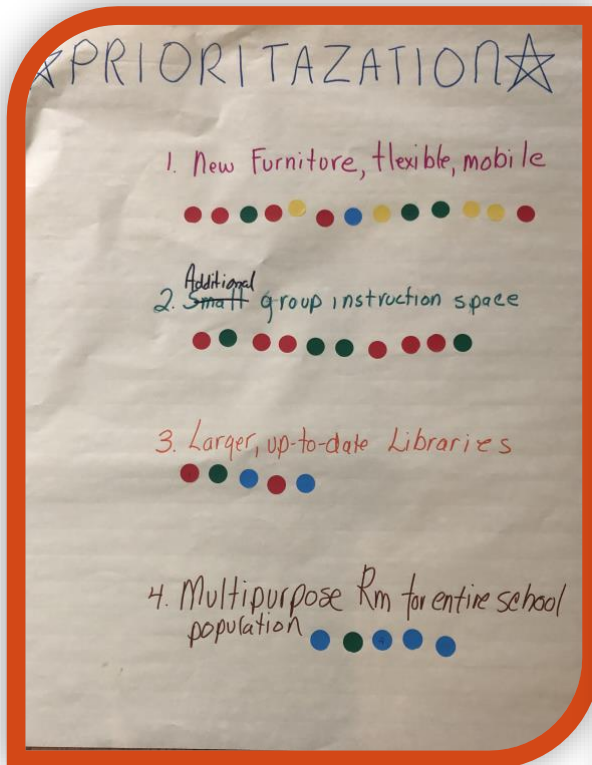 ☆PRIORITAZATION☆
1. New Furniture, flexible, mobile
Additional
2. Small group instruction space
3. Larger, up-to-date Libraries
4. Multipurpose Rm for entire school
population